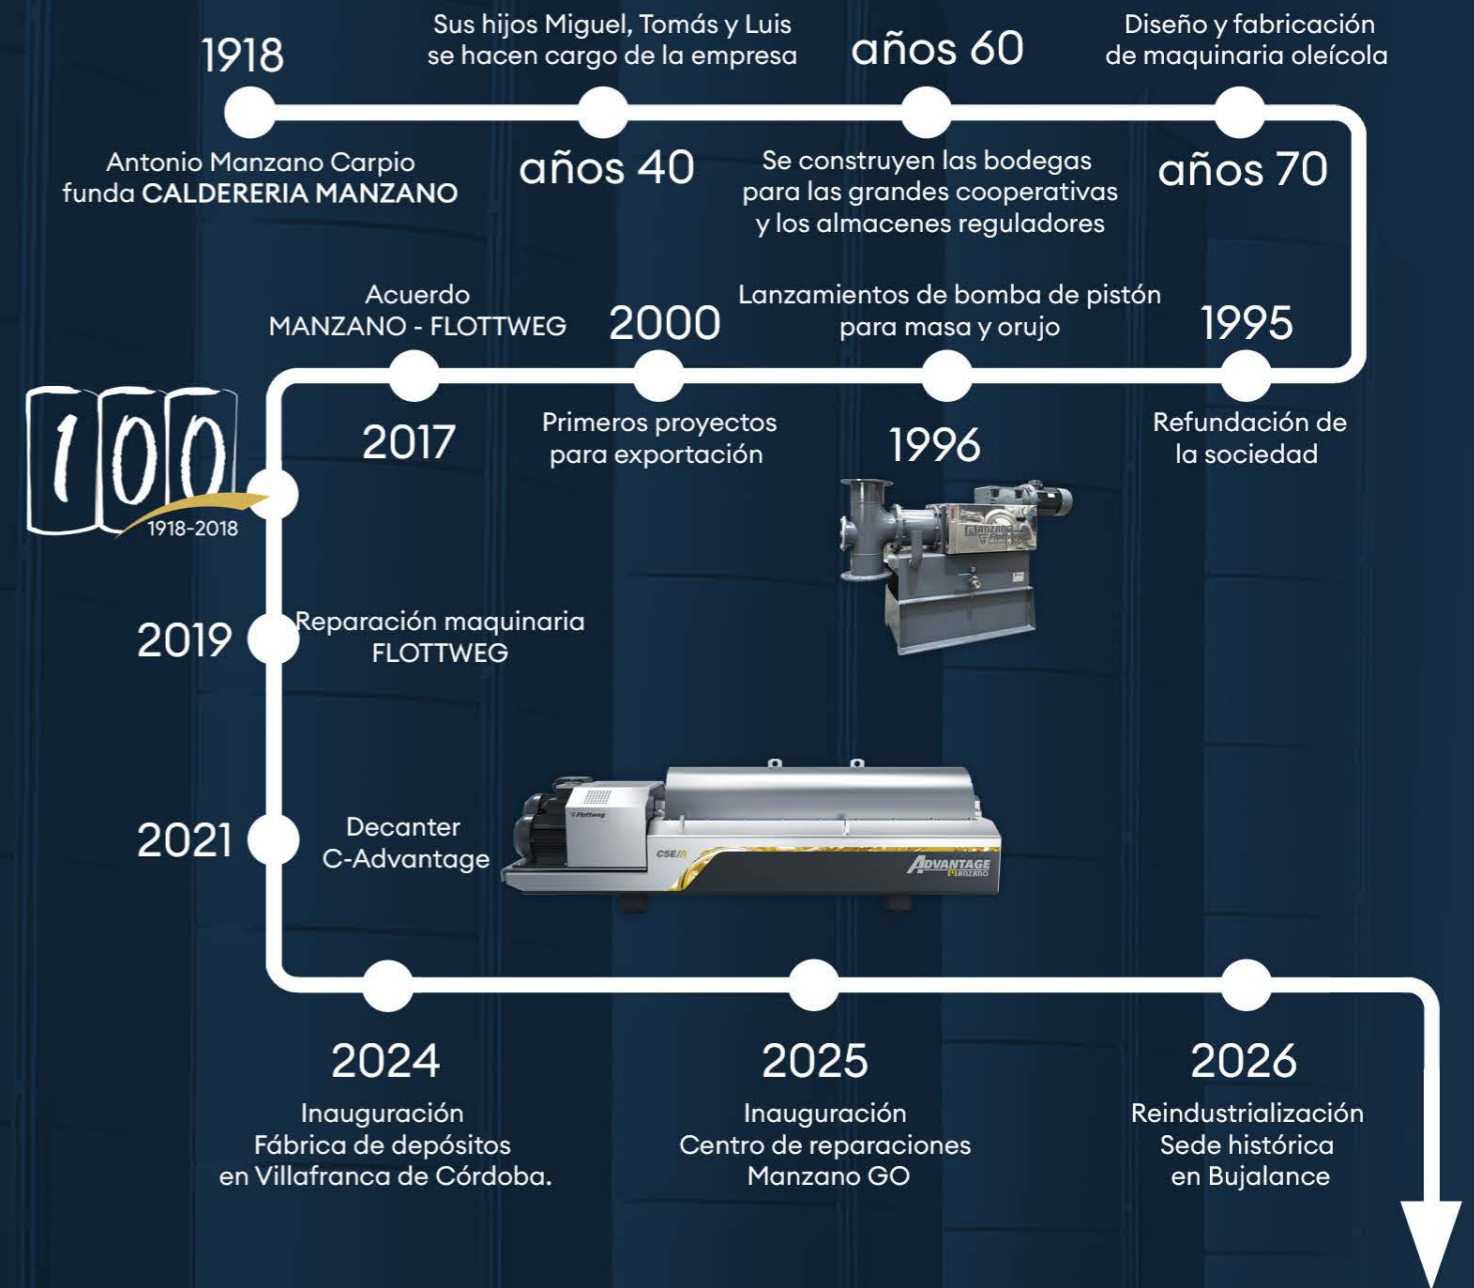 1918
Antonio Manzano Carpio
funda CALDERERIA MANZANO
Sus hijos Miguel, Tomás y Luis
se hacen cargo de la empresa
años 40
años 60
Se construyen las bodegas
para las grandes cooperativas
y los almacenes reguladores
Diseño y fabricación
de maquinaria oleícola
años 70
1995
Refundación de
la sociedad
Lanzamientos de bomba de pistón
para masa y orujo
1996
MANZANO
Flottweg
2000
Primeros proyectos
para exportación
Acuerdo
MANZANO - FLOTTWEG
2017
100
1918-2018
2019
Reparación maquinaria
FLOTTWEG
2021
Decanter
C-Advantage
Flottweg
C5E/M
ADVANTAGE
MANZANO
2024
Inauguración
Fábrica de depósitos
en Villafranca de Córdoba.
2025
Inauguración
Centro de reparaciones
Manzano GO
2026
Reindustrialización
Sede histórica
en Bujalance